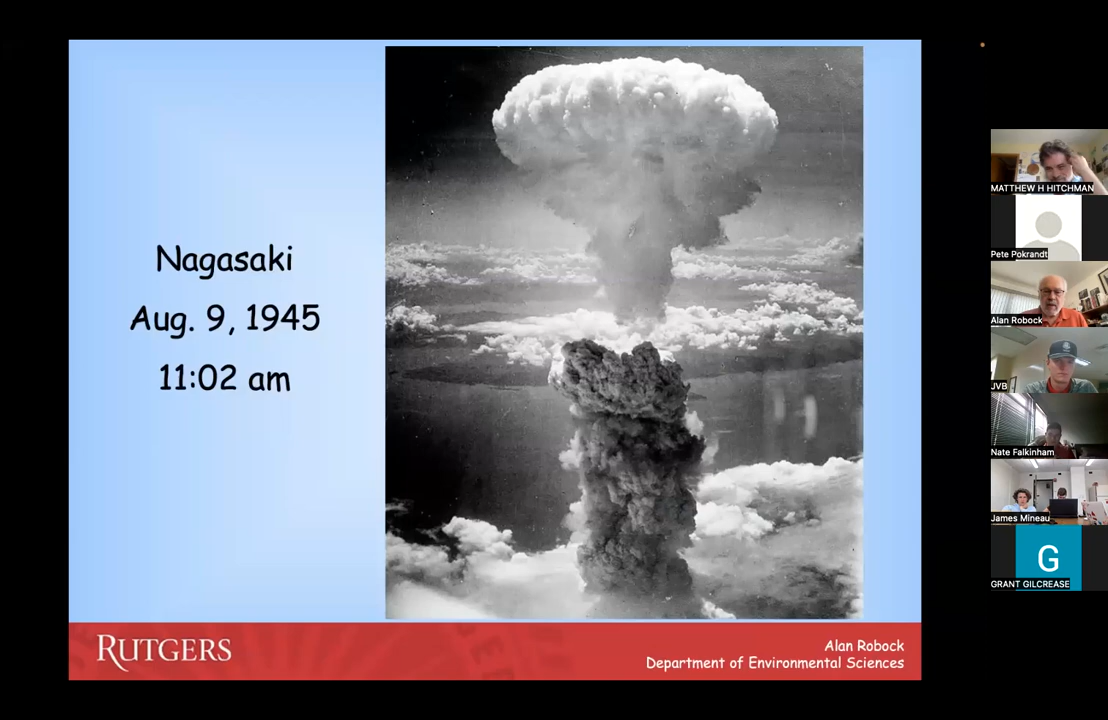 Nagasaki
Aug. 9, 1945
11:02 am
RUTGERS
Alan Robock
Department of Environmental Sciences
MATTHEW H HITCHMAN
Pete Pokrandt
Alan Robock
JVB
Nate Falkinham
James Mineau
G
GRANT GILCREASE